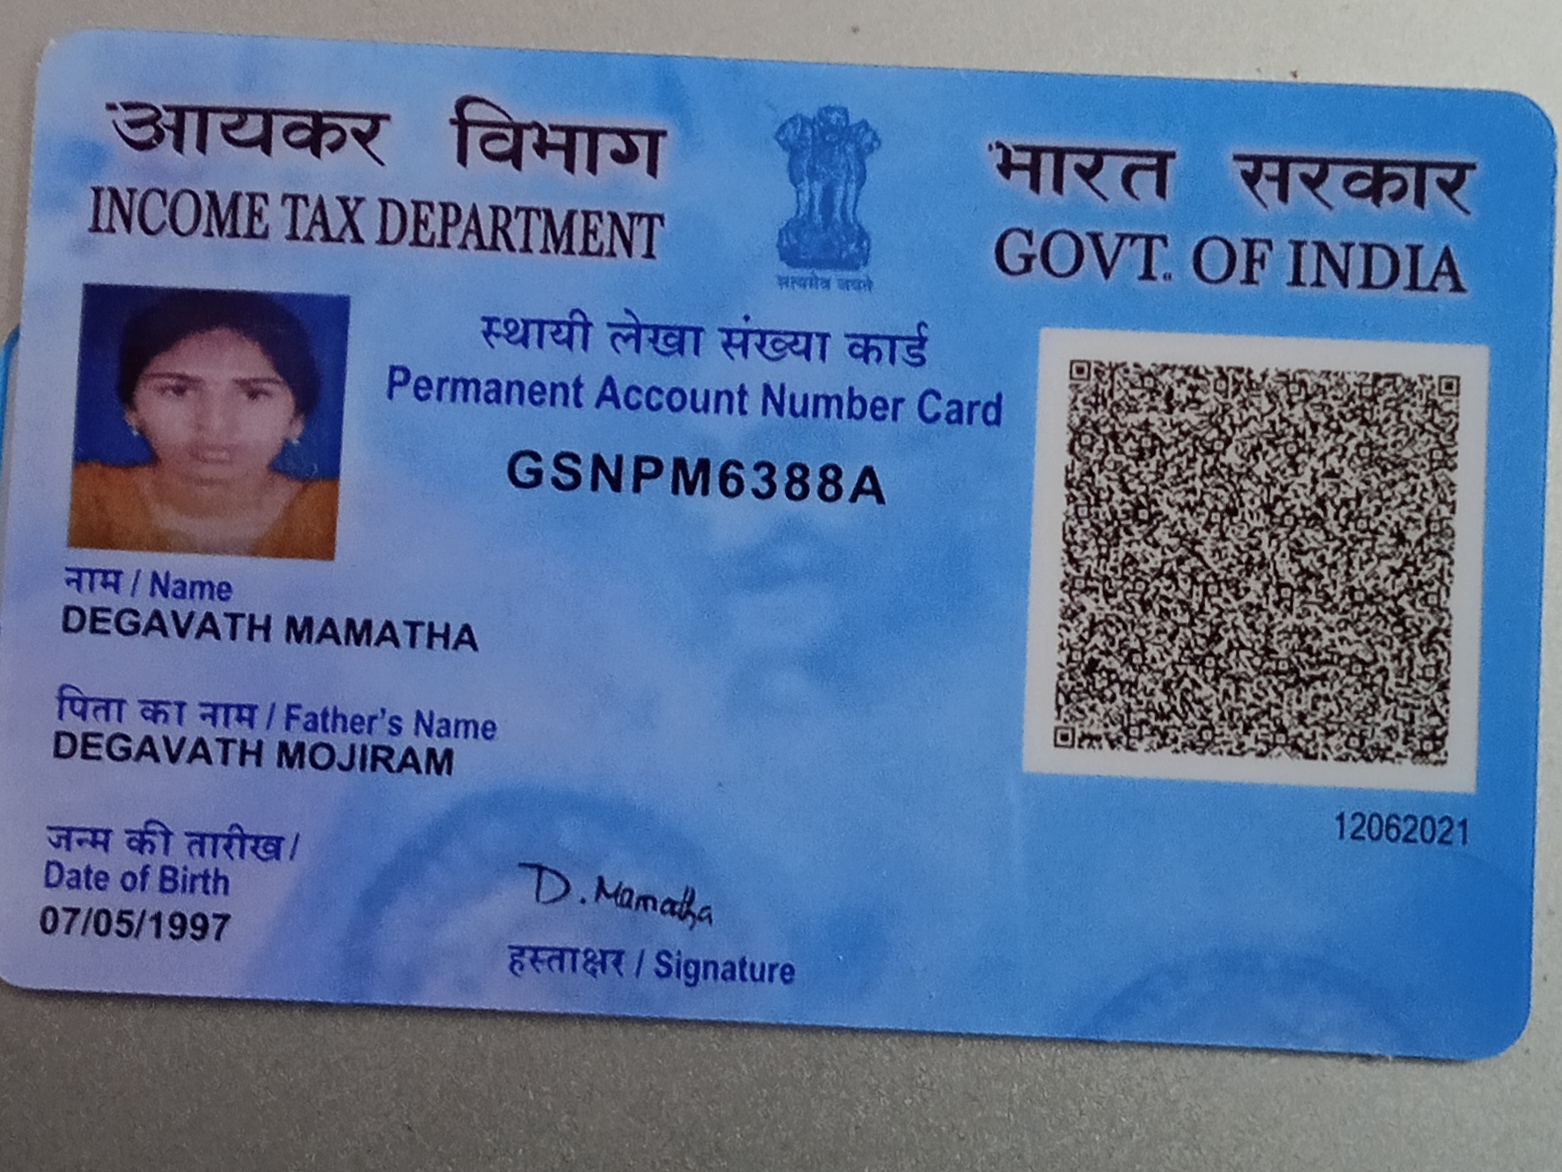 आयकर विभाग
INCOME TAX DEPARTMENT
सत्यमेव जयते
भारत सरकार
GOVT. OF INDIA
स्थायी लेखा संख्या कार्ड
Permanent Account Number Card
GSNPM6388A
नाम / Name
DEGAVATH MAMATHA
पिता का नाम / Father's Name
DEGAVATH MOJIRAM
जन्म की तारीख/
Date of Birth
07/05/1997
D. Mamatha
हस्ताक्षर / Signature
12062021